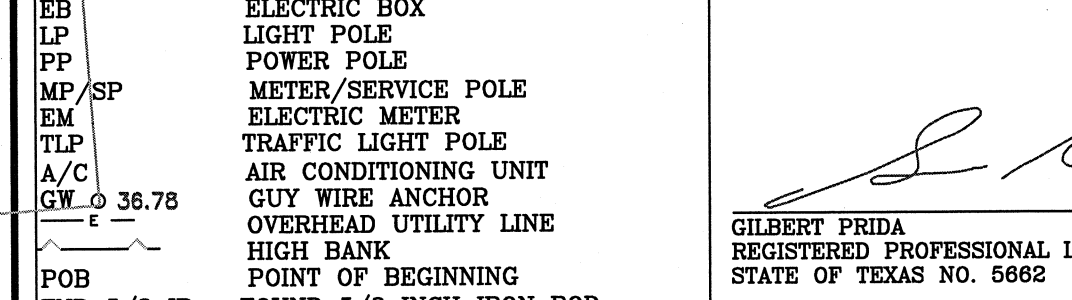 EB ELECTRIC BOX
LP LIGHT POLE
PP POWER POLE
MP/SP METER/SERVICE POLE
EM ELECTRIC METER
TLP TRAFFIC LIGHT POLE
A/C AIR CONDITIONING UNIT
GW 36.78 GUY WIRE ANCHOR
E OVERHEAD UTILITY LINE
HIGH BANK
POB POINT OF BEGINNING
GILBERT PRIDA
REGISTERED PROFESSIONAL L
STATE OF TEXAS NO. 5662